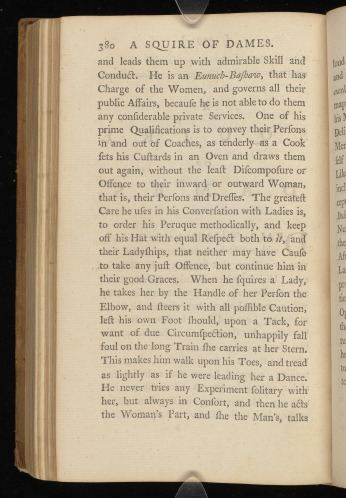 380 A SQUIRE OF DAMES.
and leads them up with admirable Skill and
Conduct. He is an Eunuch-Baſhaw, that has
Charge of the Women, and governs all their
public Affairs, becauſe he is not able to do them
any conſiderable private Services. One of his
prime Qualifications is to convey their Perſons
in and out of Coaches, as tenderly as a Cook
ſets his Cuſtards in an Oven and draws them
out again, without the leaſt Diſcompoſure or
Offence to their inward or outward Woman,
that is, their Perſons and Dreſſes. The greateſt
Care he uſes in his Converſation with Ladies is,
to order his Peruque methodically, and keep
off his Hat with equal Reſpect both to it, and
their Ladyſhips, that neither may have Cauſe
to take any juſt Offence, but continue him in
their good Graces. When he ſquires a Lady,
he takes her by the Handle of her Perſon the
Elbow, and ſteers it with all poſſible Caution,
leſt his own Foot ſhould, upon a Tack, for
want of due Circumſpection, unhappily fall
foul on the long Train ſhe carries at her Stern.
This makes him walk upon his Toes, and tread
as lightly as if he were leading her a Dance.
He never tries any Experiment ſolitary with
her, but always in Conſort, and then he acts
the Woman's Part, and ſhe the Man's, talks